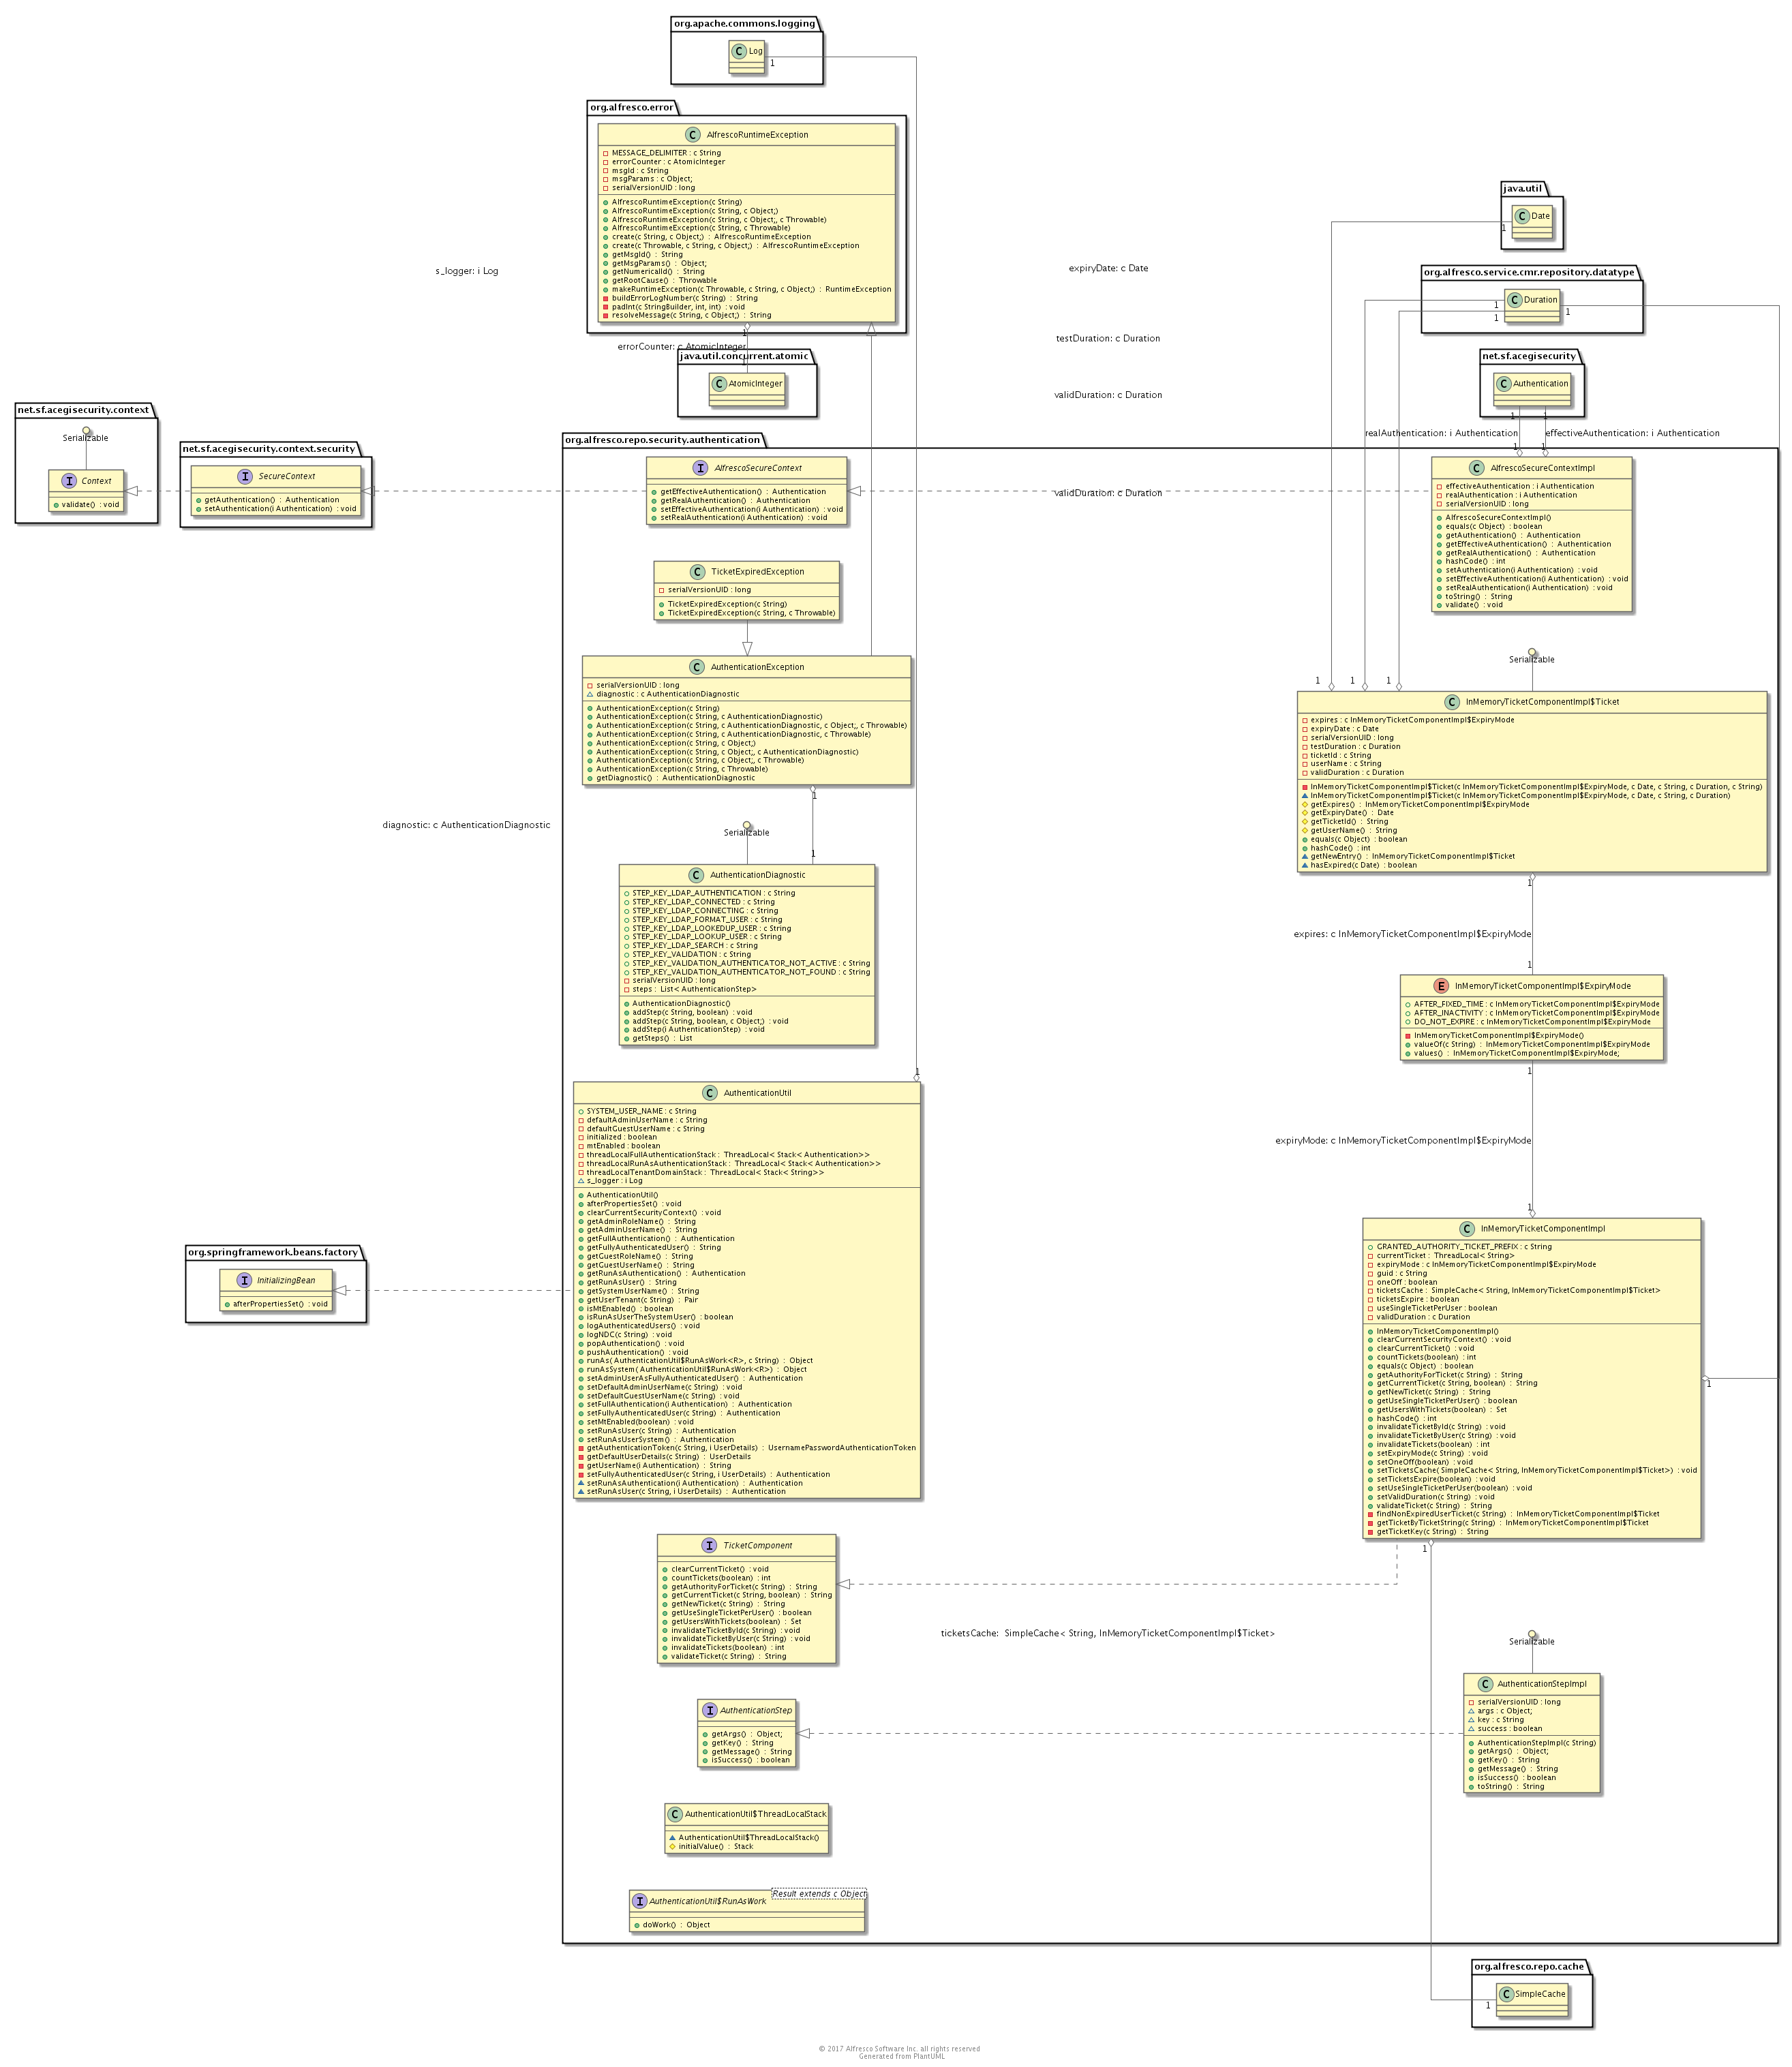 org.apache.commons.logging
C Log
1
org.alfresco.error
C AlfrescoRuntimeException
MESSAGE_DELIMITER : c String
errorCounter : c AtomicInteger
msgId : c String
msgParams : c Object;
serialVersionUID : long
AlfrescoRuntimeException(c String)
AlfrescoRuntimeException(c String, c Object;)
AlfrescoRuntimeException(c String, c Object;, c Throwable)
AlfrescoRuntimeException(c String, c Throwable)
create(c String, c Object;) : AlfrescoRuntimeException
create(c Throwable, c String, c Object;) : AlfrescoRuntimeException
getMsgId() : String
getMsgParams() : Object;
getNumericalId() : String
getRootCause() : Throwable
makeRuntimeException(c Throwable, c String, c Object;) : RuntimeException
buildErrorLogNumber(c String) : String
padInt(c StringBuilder, int, int) : void
resolveMessage(c String, c Object;) : String
java.util
C Date
1
s_logger: i Log
expiryDate: c Date
org.alfresco.service.cmr.repository.datatype
C Duration
1
1
1
testDuration: c Duration
1
errorCounter: c AtomicInteger
1
java.util.concurrent.atomic
C AtomicInteger
net.sf.acegisecurity
C Authentication
1 1
validDuration: c Duration
net.sf.acegisecurity.context
Serializable
I Context
validate() : void
net.sf.acegisecurity.context.security
I SecureContext
getAuthentication() : Authentication
setAuthentication(i Authentication) : void
realAuthentication: i Authentication
effectiveAuthentication: i Authentication
1 1
org.alfresco.repo.security.authentication
I AlfrescoSecureContext
getEffectiveAuthentication() : Authentication
getRealAuthentication() : Authentication
setEffectiveAuthentication(i Authentication) : void
setRealAuthentication(i Authentication) : void
validDuration: c Duration
C AlfrescoSecureContextImpl
effectiveAuthentication : i Authentication
realAuthentication : i Authentication
serialVersionUID : long
AlfrescoSecureContextImpl()
equals(c Object) : boolean
getAuthentication() : Authentication
getEffectiveAuthentication() : Authentication
getRealAuthentication() : Authentication
hashCode() : int
setAuthentication(i Authentication) : void
setEffectiveAuthentication(i Authentication) : void
setRealAuthentication(i Authentication) : void
toString() : String
validate() : void
C TicketExpiredException
serialVersionUID : long
TicketExpiredException(c String)
TicketExpiredException(c String, c Throwable)
C AuthenticationException
serialVersionUID : long
diagnostic : c AuthenticationDiagnostic
AuthenticationException(c String)
AuthenticationException(c String, c AuthenticationDiagnostic)
AuthenticationException(c String, c AuthenticationDiagnostic, c Object;, c Throwable)
AuthenticationException(c String, c AuthenticationDiagnostic, c Throwable)
AuthenticationException(c String, c Object;)
AuthenticationException(c String, c Object;, c AuthenticationDiagnostic)
AuthenticationException(c String, c Object;, c Throwable)
AuthenticationException(c String, c Throwable)
getDiagnostic() : AuthenticationDiagnostic
Serializable
1 1 1
C InMemoryTicketComponentImpl$Ticket
expires : c InMemoryTicketComponentImpl$ExpiryMode
expiryDate : c Date
serialVersionUID : long
testDuration : c Duration
ticketId : c String
userName : c String
validDuration : c Duration
InMemoryTicketComponentImpl$Ticket(c InMemoryTicketComponentImpl$ExpiryMode, c Date, c String, c Duration, c String)
InMemoryTicketComponentImpl$Ticket(c InMemoryTicketComponentImpl$ExpiryMode, c Date, c String, c Duration)
getExpires() : InMemoryTicketComponentImpl$ExpiryMode
getExpiryDate() : Date
getTicketId() : String
getUserName() : String
equals(c Object) : boolean
hashCode() : int
getNewEntry() : InMemoryTicketComponentImpl$Ticket
hasExpired(c Date) : boolean
1
diagnostic: c AuthenticationDiagnostic
Serializable
1
C AuthenticationDiagnostic
STEP_KEY_LDAP_AUTHENTICATION : c String
STEP_KEY_LDAP_CONNECTED : c String
STEP_KEY_LDAP_CONNECTING : c String
STEP_KEY_LDAP_FORMAT_USER : c String
STEP_KEY_LDAP_LOOKEDUP_USER : c String
STEP_KEY_LDAP_LOOKUP_USER : c String
STEP_KEY_LDAP_SEARCH : c String
STEP_KEY_VALIDATION : c String
STEP_KEY_VALIDATION_AUTHENTICATOR_NOT_ACTIVE : c String
STEP_KEY_VALIDATION_AUTHENTICATOR_NOT_FOUND : c String
serialVersionUID : long
steps : List< AuthenticationStep>
AuthenticationDiagnostic()
addStep(c String, boolean) : void
addStep(c String, boolean, c Object;) : void
addStep(i AuthenticationStep) : void
getSteps() : List
1
expires: c InMemoryTicketComponentImpl$ExpiryMode
1
E InMemoryTicketComponentImpl$ExpiryMode
AFTER_FIXED_TIME : c InMemoryTicketComponentImpl$ExpiryMode
AFTER_INACTIVITY : c InMemoryTicketComponentImpl$ExpiryMode
DO_NOT_EXPIRE : c InMemoryTicketComponentImpl$ExpiryMode
InMemoryTicketComponentImpl$ExpiryMode()
valueOf(c String) : InMemoryTicketComponentImpl$ExpiryMode
values() : InMemoryTicketComponentImpl$ExpiryMode;
1
expiryMode: c InMemoryTicketComponentImpl$ExpiryMode
1
1
C AuthenticationUtil
SYSTEM_USER_NAME : c String
defaultAdminUserName : c String
defaultGuestUserName : c String
initialized : boolean
mtEnabled : boolean
threadLocalFullAuthenticationStack : ThreadLocal< Stack< Authentication>>
threadLocalRunAsAuthenticationStack : ThreadLocal< Stack< Authentication>>
threadLocalTenantDomainStack : ThreadLocal< Stack< String>>
s_logger : i Log
AuthenticationUtil()
afterPropertiesSet() : void
clearCurrentSecurityContext() : void
getAdminRoleName() : String
getAdminUserName() : String
getFullAuthentication() : Authentication
getFullyAuthenticatedUser() : String
getGuestRoleName() : String
getGuestUserName() : String
getRunAsAuthentication() : Authentication
getRunAsUser() : String
getSystemUserName() : String
getUserTenant(c String) : Pair
isMtEnabled() : boolean
isRunAsUserTheSystemUser() : boolean
logAuthenticatedUsers() : void
logNDC(c String) : void
popAuthentication() : void
pushAuthentication() : void
runAs( AuthenticationUtil$RunAsWork<R>, c String) : Object
runAsSystem( AuthenticationUtil$RunAsWork<R>) : Object
setAdminUserAsFullyAuthenticatedUser() : Authentication
setDefaultAdminUserName(c String) : void
setDefaultGuestUserName(c String) : void
setFullAuthentication(i Authentication) : Authentication
setFullyAuthenticatedUser(c String) : Authentication
setMtEnabled(boolean) : void
setRunAsUser(c String) : Authentication
setRunAsUserSystem() : Authentication
getAuthenticationToken(c String, i UserDetails) : UsernamePasswordAuthenticationToken
getDefaultUserDetails(c String) : UserDetails
getUserName(i Authentication) : String
setFullyAuthenticatedUser(c String, i UserDetails) : Authentication
setRunAsAuthentication(i Authentication) : Authentication
setRunAsUser(c String, i UserDetails) : Authentication
org.springframework.beans.factory
I InitializingBean
afterPropertiesSet() : void
C InMemoryTicketComponentImpl
GRANTED_AUTHORITY_TICKET_PREFIX : c String
currentTicket : ThreadLocal< String>
expiryMode : c InMemoryTicketComponentImpl$ExpiryMode
guid : c String
oneOff : boolean
ticketsCache : SimpleCache< String, InMemoryTicketComponentImpl$Ticket>
ticketsExpire : boolean
useSingleTicketPerUser : boolean
validDuration : c Duration
InMemoryTicketComponentImpl()
clearCurrentSecurityContext() : void
clearCurrentTicket() : void
countTickets(boolean) : int
equals(c Object) : boolean
getAuthorityForTicket(c String) : String
getCurrentTicket(c String, boolean) : String
getNewTicket(c String) : String
getUseSingleTicketPerUser() : boolean
getUsersWithTickets(boolean) : Set
hashCode() : int
invalidateTicketById(c String) : void
invalidateTicketByUser(c String) : void
invalidateTickets(boolean) : int
setExpiryMode(c String) : void
setOneOff(boolean) : void
setTicketsCache( SimpleCache< String, InMemoryTicketComponentImpl$Ticket>) : void
setTicketsExpire(boolean) : void
setUseSingleTicketPerUser(boolean) : void
setValidDuration(c String) : void
validateTicket(c String) : String
findNonExpiredUserTicket(c String) : InMemoryTicketComponentImpl$Ticket
getTicketByTicketString(c String) : InMemoryTicketComponentImpl$Ticket
getTicketKey(c String) : String
1
1
I TicketComponent
clearCurrentTicket() : void
countTickets(boolean) : int
getAuthorityForTicket(c String) : String
getCurrentTicket(c String, boolean) : String
getNewTicket(c String) : String
getUseSingleTicketPerUser() : boolean
getUsersWithTickets(boolean) : Set
invalidateTicketById(c String) : void
invalidateTicketByUser(c String) : void
invalidateTickets(boolean) : int
validateTicket(c String) : String
ticketsCache: SimpleCache< String, InMemoryTicketComponentImpl$Ticket>
Serializable
I AuthenticationStep
getArgs() : Object;
getKey() : String
getMessage() : String
isSuccess() : boolean
C AuthenticationStepImpl
serialVersionUID : long
args : c Object;
key : c String
success : boolean
AuthenticationStepImpl(c String)
getArgs() : Object;
getKey() : String
getMessage() : String
isSuccess() : boolean
toString() : String
C AuthenticationUtil$ThreadLocalStack
AuthenticationUtil$ThreadLocalStack()
initialValue() : Stack
I AuthenticationUtil$RunAsWork
Result extends c Object
doWork() : Object
org.alfresco.repo.cache
C SimpleCache
1
© 2017 Alfresco Software Inc. all rights reserved
Generated from PlantUML